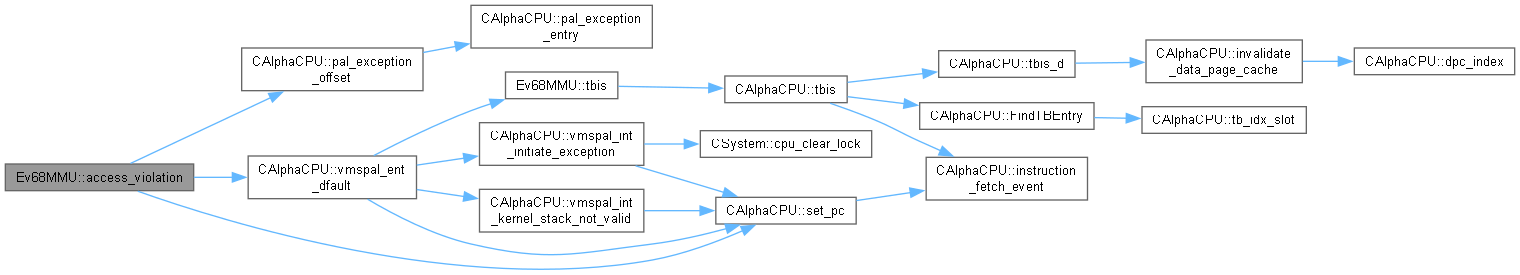 CAlphaCPU::pal_exception
_entry
CAlphaCPU::pal_exception
_offset
CAlphaCPU::invalidate
_data_page_cache
CAlphaCPU::dpc_index
CAlphaCPU::tbis_d
Ev68MMU::tbis
CAlphaCPU::tbis
CAlphaCPU::FindTBEntry
CAlphaCPU::tb_idx_slot
CAlphaCPU::vmspal_int
_initiate_exception
CSystem::cpu_clear_lock
Ev68MMU::access_violation
CAlphaCPU::vmspal_ent
_dfault
CAlphaCPU::instruction
_fetch_event
CAlphaCPU::vmspal_int
_kernel_stack_not_valid
CAlphaCPU::set_pc